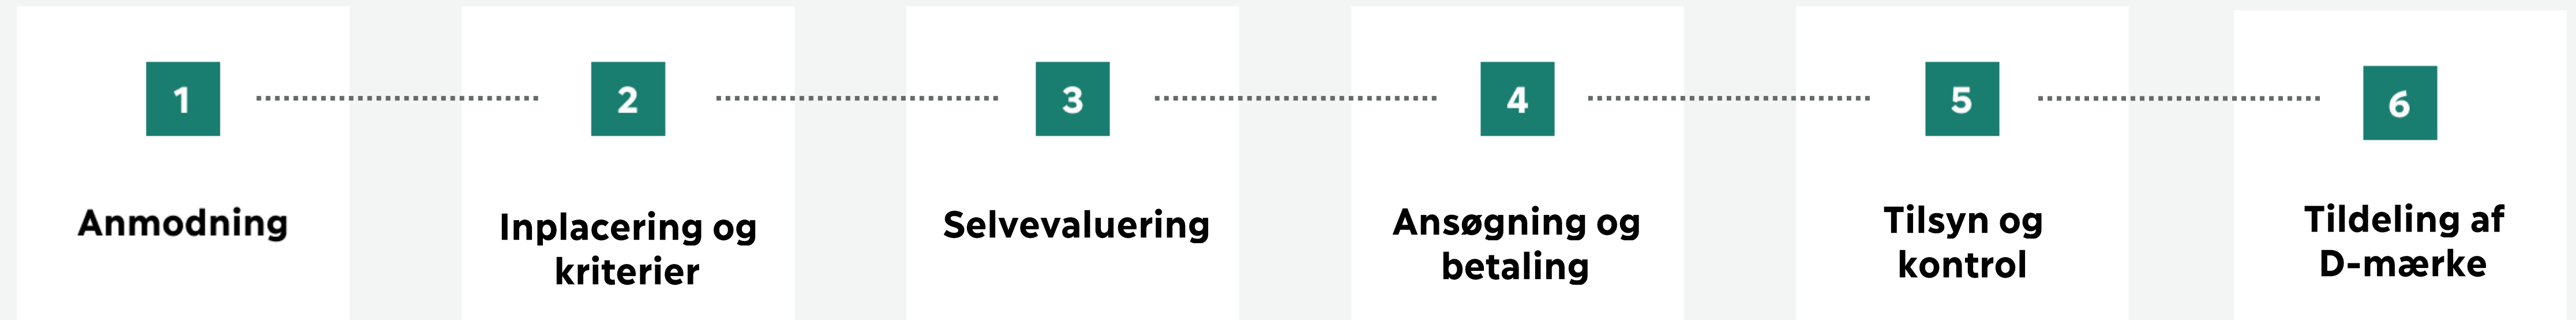 1
Anmodning
2
Inplacering og
kriterier
3
Selvevaluering
4
Ansøgning og
betaling
5
Tilsyn og
kontrol
6
Tildeling af
D-mærke